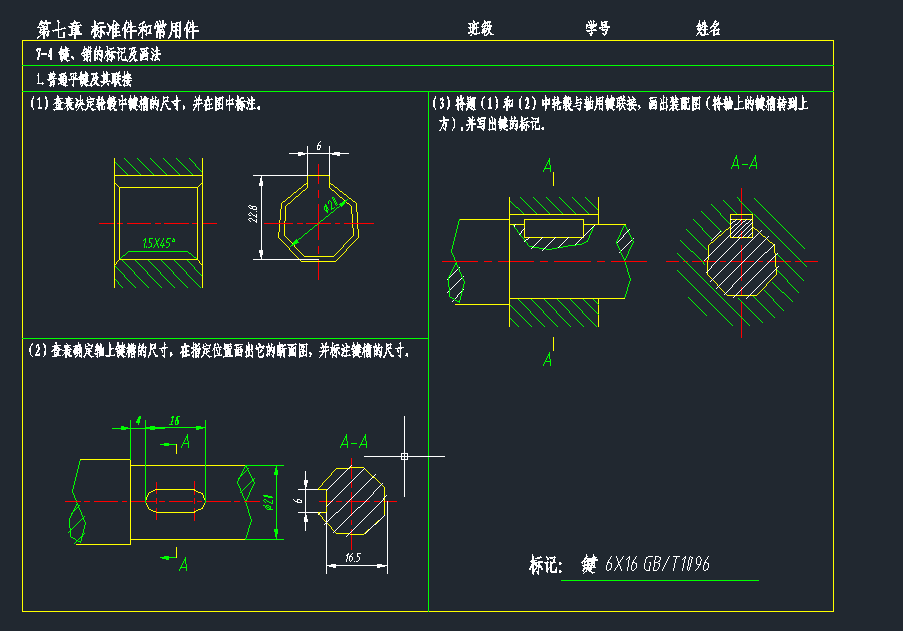 第七章 标准件和常用件 班级 学号 姓名
7-4 键、销的标记及画法
1.普通平键及其联接
(1)查表决定轮毂中键槽的尺寸，并在图中标注。
6
φ20
22.8
1.5X45°
(2)查表确定轴上键槽的尺寸，在指定位置画出它的断面图，并标注键槽的尺寸。
4 16
A
A-A
φ20
6
A
16.5
(3)将题(1)和(2)中轮毂与轴用键联接，画出装配图(将轴上的键槽转到上
方),并写出键的标记。
A
A-A
A
标记: 键 6X16 GB/T1096